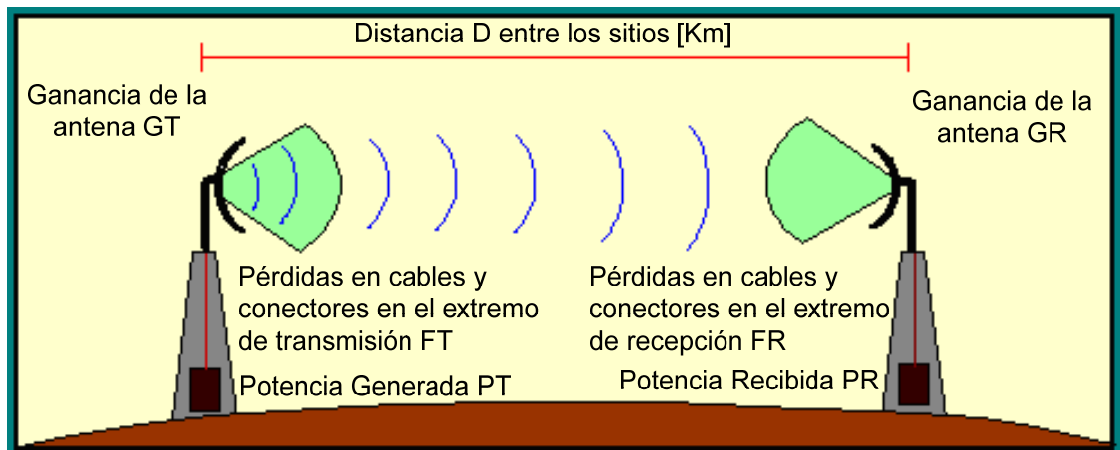 Distancia D entre los sitios [Km]
Ganancia de la
antena GT
Ganancia de la
antena GR
Pérdidas en cables y
conectores en el extremo
de transmisión FT
Pérdidas en cables y
conectores en el extremo
de recepción FR
Potencia Generada PT
Potencia Recibida PR